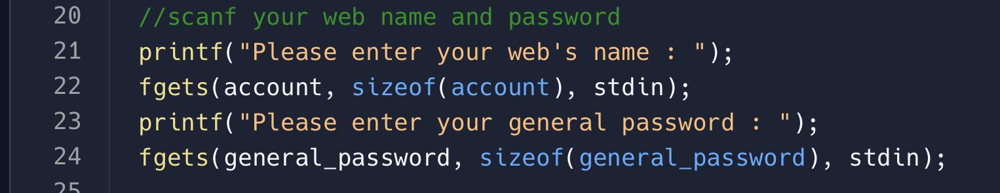 20 //scanf your web name and password
21 printf("Please enter your web's name : ");
22 fgets(account, sizeof(account), stdin);
23 printf("Please enter your general password : ");
24 fgets(general_password, sizeof(general_password), stdin);
25